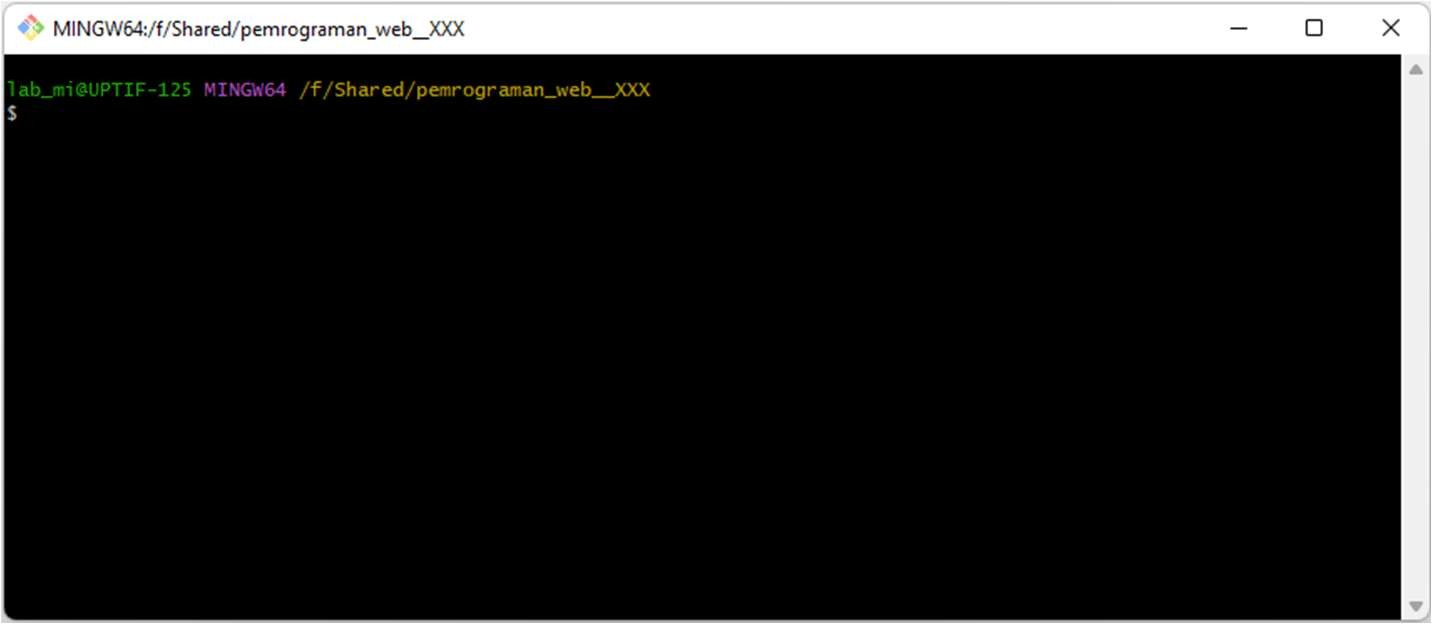 MINGW64:/f/Shared/pemrograman_web__XXX
lab_mi@UPTIF-125 MINGW64 /f/Shared/pemrograman_web__XXX
$